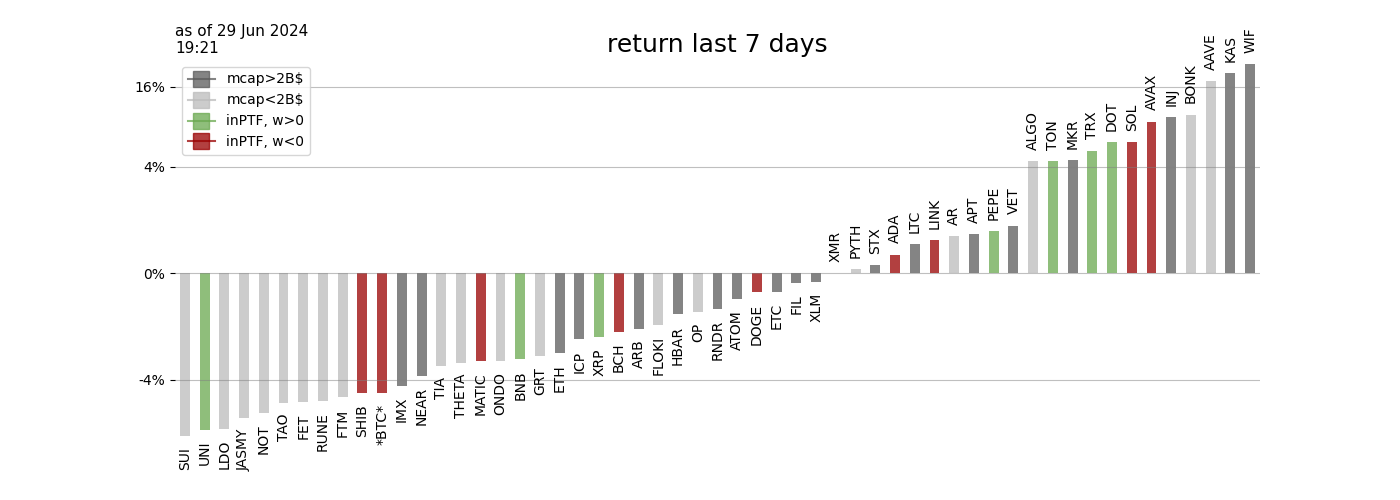 as of 29 Jun 2024
19:21
return last 7 days
mcap>2B$
mcap<2B$
inPTF, w>0
inPTF, w<0
16%
4%
0%
-4%
SUI
UNI
LDO
JASMY
NOT
TAO
FET
RUNE
FTM
SHIB
*BTC*
IMX
NEAR
TIA
THETA
MATIC
ONDO
BNB
GRT
ETH
ICP
XRP
BCH
ARB
FLOKI
HBAR
OP
RNDR
ATOM
DOGE
ETC
FIL
XLM
XMR
PYTH
STX
ADA
LTC
LINK
AR
APT
PEPE
VET
ALGO
TON
MKR
TRX
DOT
SOL
AVAX
INJ
BONK
AAVE
KAS
WIF